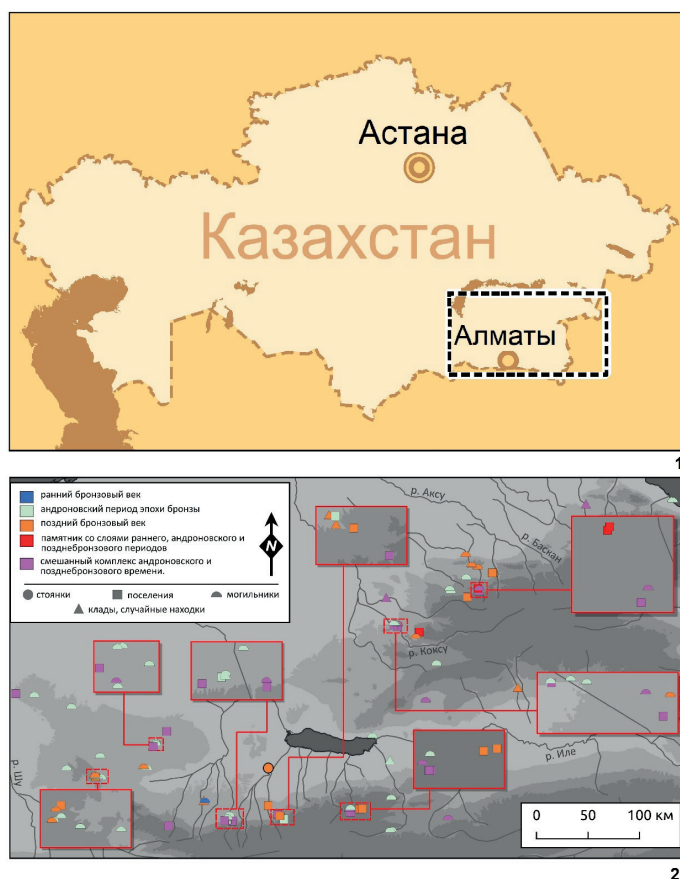 Астана
Казахстан
Алматы
1
ранний бронзовый век
андроновский период эпохи бронзы
поздний бронзовый век
памятник со слоями раннего, андроновского и
позднебронзового периодов
смешанный комплекс андроновского и
позднебронзового времени.
N
стоянки
поселения
могильники
клады, случайные находки
р. Аксу
р. Баскан
р. Коксу
р. Иле
р. Шу
0 50 100 км
2